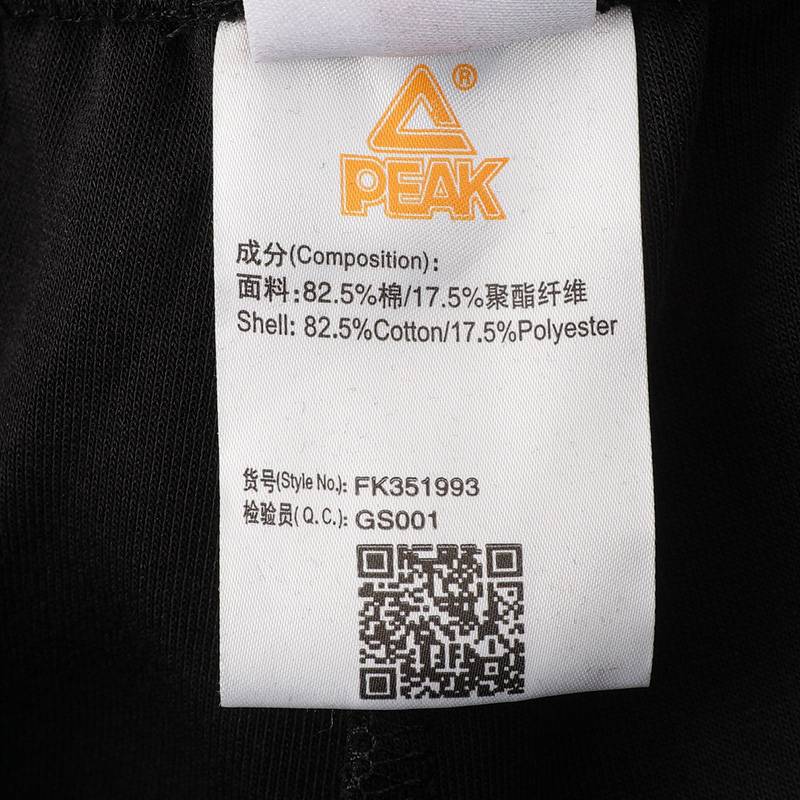 ®
PEAK
成分(Composition):
面料:82.5%棉/17.5%聚酯纤维
Shell: 82.5%Cotton/17.5%Polyester
货号(Style No.): FK351993
检验员( Q. C.): GS001